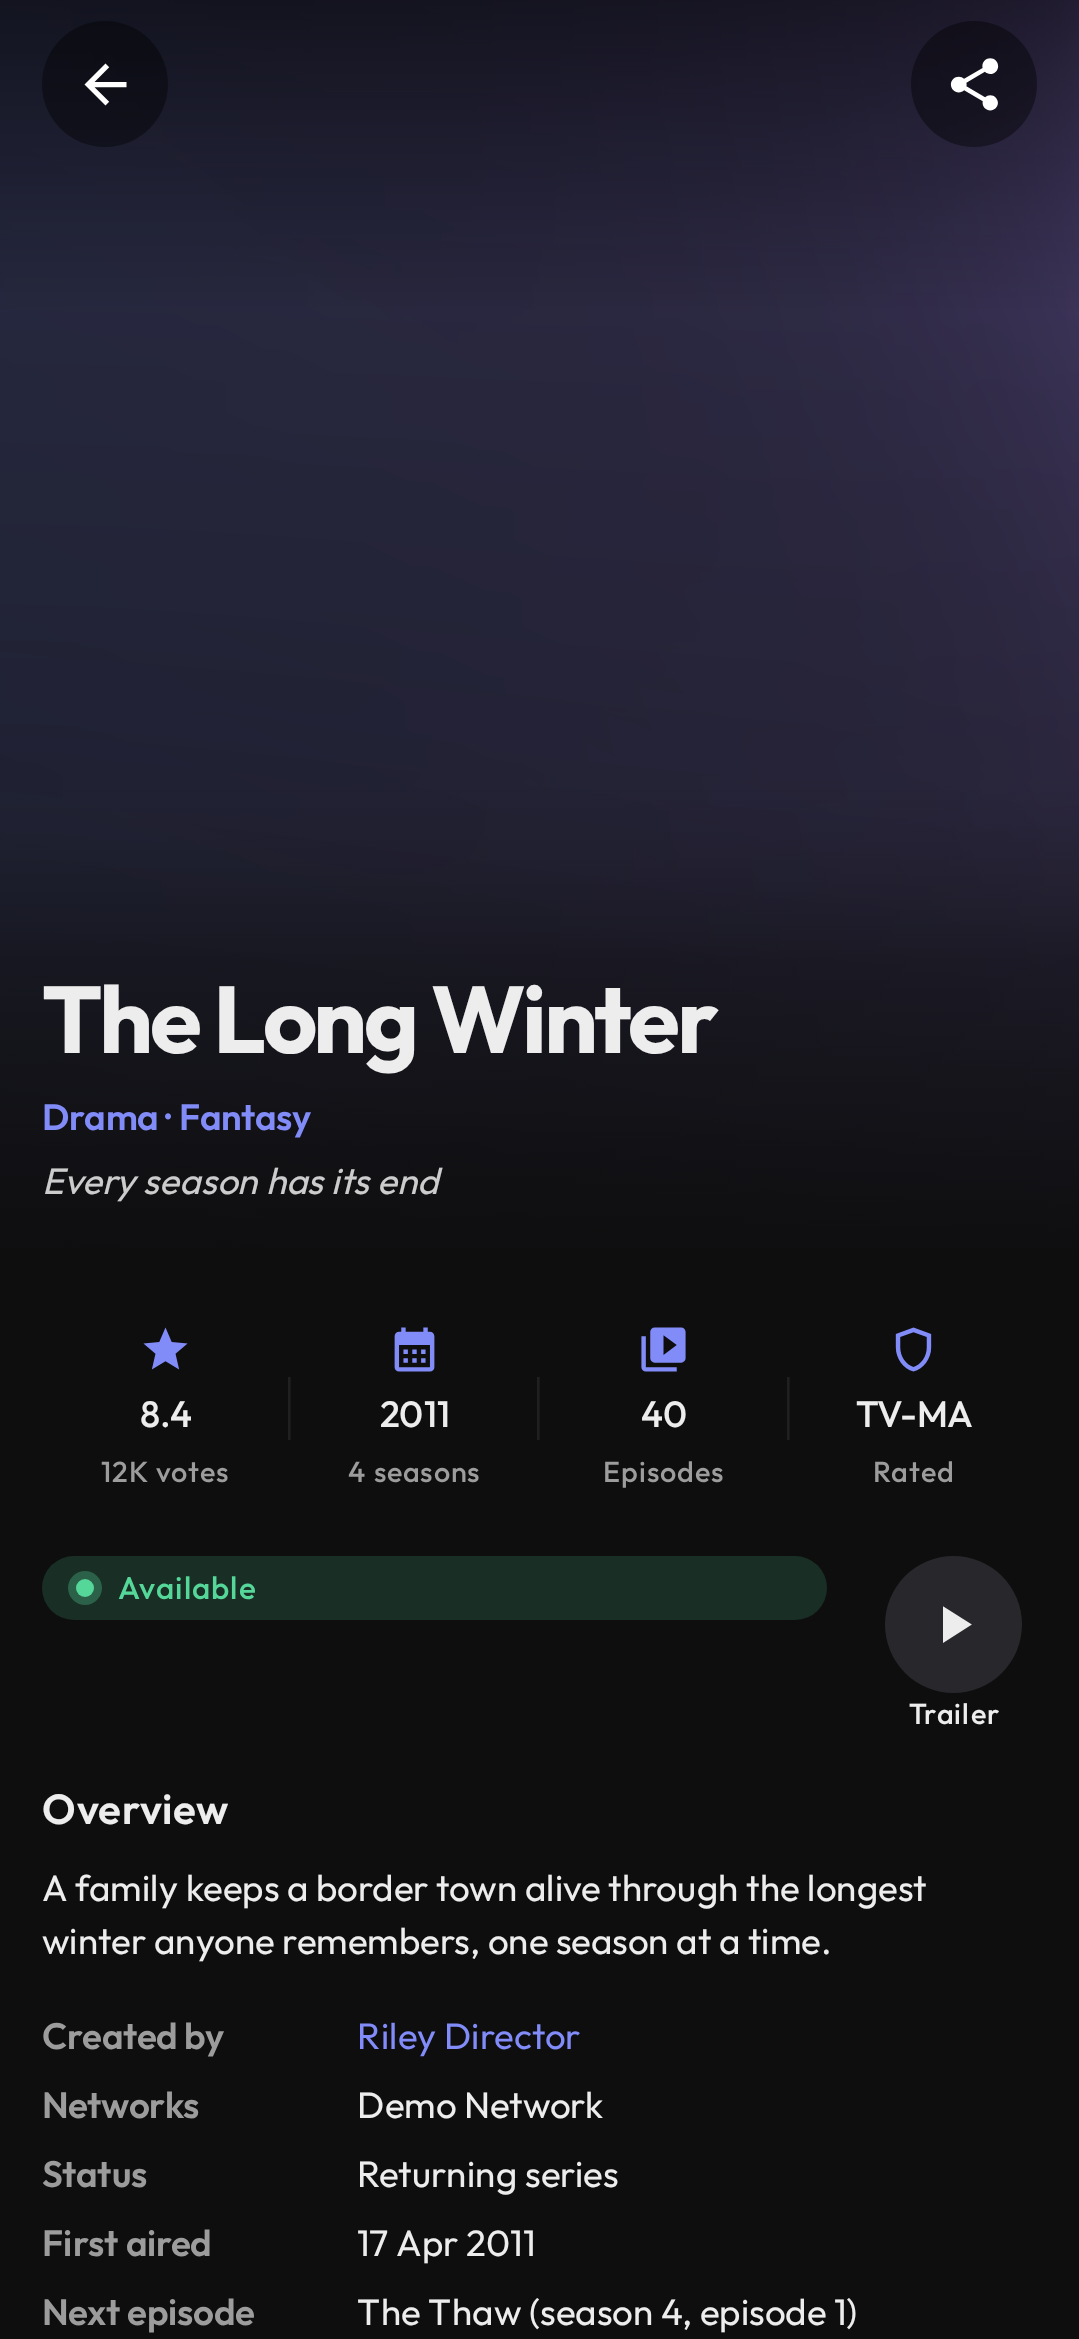 The Long Winter
Drama · Fantasy
Every season has its end
8.4
2011
40
TV-MA
12K votes
4 seasons
Episodes
Rated
Available
Trailer
Overview
A family keeps a border town alive through the longest
winter anyone remembers, one season at a time.
Created by Riley Director
Networks Demo Network
Status Returning series
First aired 17 Apr 2011
Next episode The Thaw (season 4, episode 1)